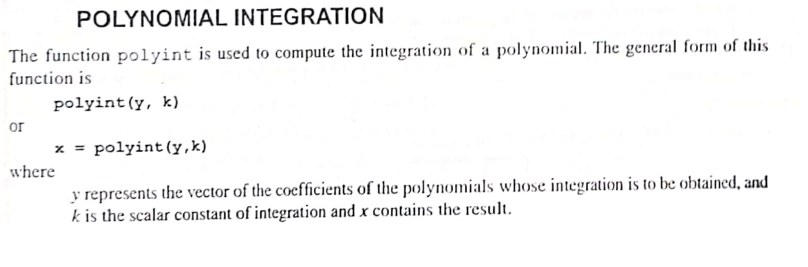 POLYNOMIAL INTEGRATION
The function polyint is used to compute the integration of a polynomial. The general form of this
function is
polyint(y, k)
or
x = polyint(y,k)
where
y represents the vector of the coefficients of the polynomials whose integration is to be obtained, and
k is the scalar constant of integration and x contains the result.